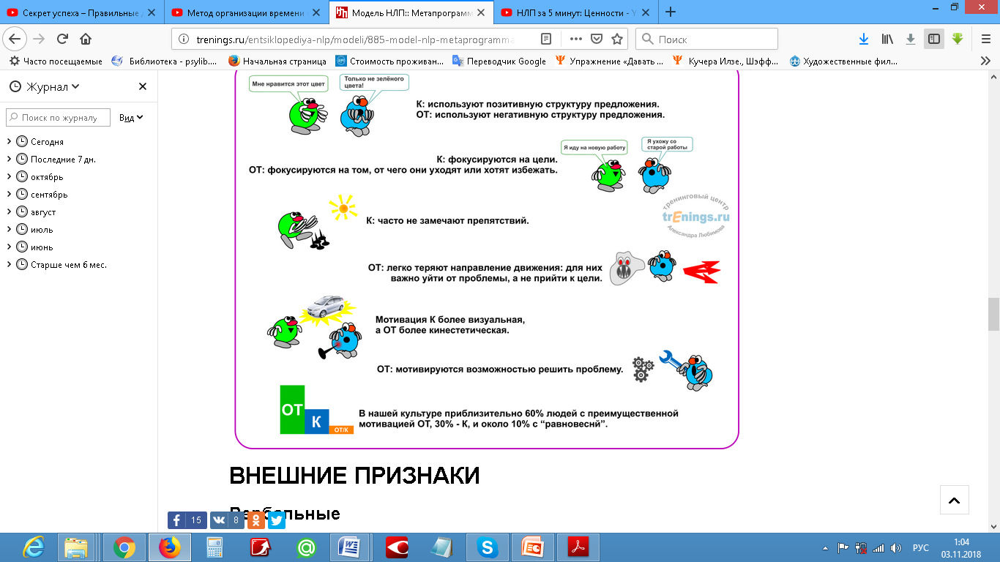 Секрет успеха – Правильные
Метод организации времени
Модель НЛП:: Метапрограмм
НЛП за 5 минут: Ценности - Y
trenings.ru/entsiklopediya-nlp/modeli/885-model-nlp-metaprogramma
Поиск
Часто посещаемые
Библиотека - psylib....
Начальная страница
Стоимость прожован...
Переводчик Google
Упражнение «Давать ...
Кучера Илзе., Шэфф...
Художественные фил...
Журнал
Поиск по журналу
Вид
Сегодня
Последние 7 дн.
октябрь
сентябрь
август
июль
июнь
Старше чем 6 мес.
Мне нравится этот цвет
Только не зелёного
цвета!
К: используют позитивную структуру предложения.
ОТ: используют негативную структуру предложения.
К: фокусируются на цели.
ОТ: фокусируются на том, от чего они уходят или хотят избежать.
Я иду на новую работу
Я ухожу со
старой работы
тренинговый центр
trEnings.ru
Александра Любимова
К: часто не замечают препятствий.
ОТ: легко теряют направление движения: для них
важно уйти от проблемы, а не прийти к цели.
Мотивация К более визуальная,
а ОТ более кинестетическая.
ОТ: мотивируются возможностью решить проблему.
ОТ
К
ОТ/К
В нашей культуре приблизительно 60% людей с преимущественной
мотивацией ОТ, 30% - К, и около 10% с “равновеснй”.
ВНЕШНИЕ ПРИЗНАКИ
Вербальные
15
8
РУС
1:04
03.11.2018